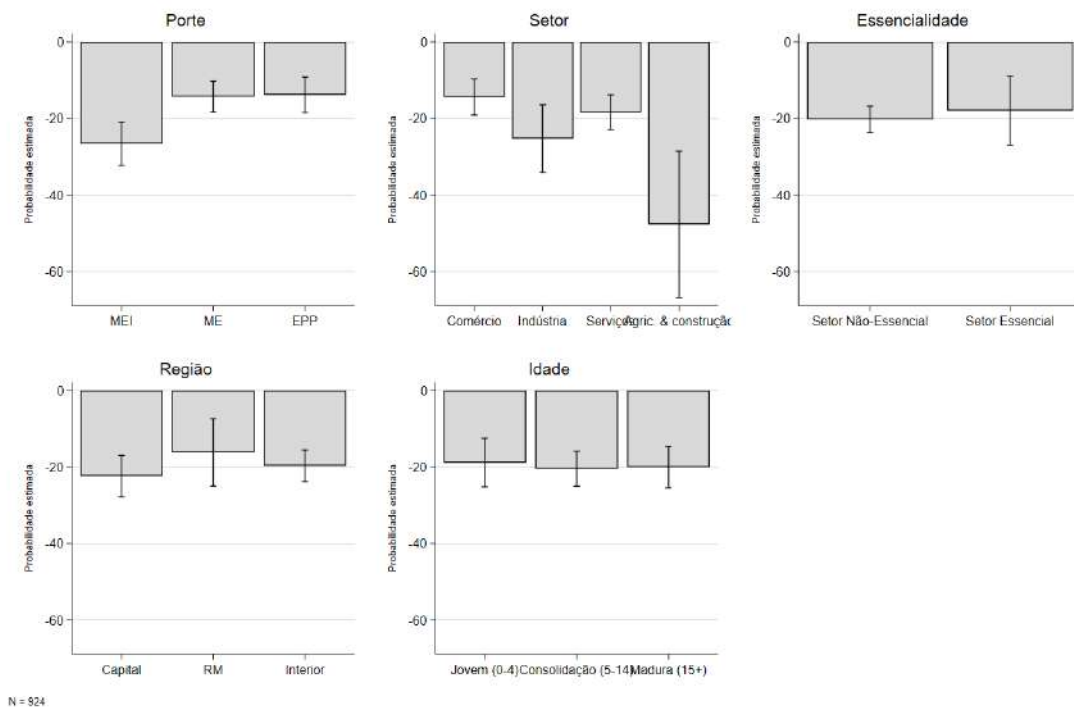 Porte
Probabilidade estimada
0
-20
-40
-60
MEI ME EPP
Setor
Probabilidade estimada
0
-20
-40
-60
Comércio Indústria Serviços Agric. & construção
Essencialidade
Probabilidade estimada
0
-20
-40
-60
Setor Não-Essencial Setor Essencial
Região
Probabilidade estimada
0
-20
-40
-60
Capital RM Interior
Idade
Probabilidade estimada
0
-20
-40
-60
Jovem (0-4) Consolidação (5-14) Madura (15+)
N = 924